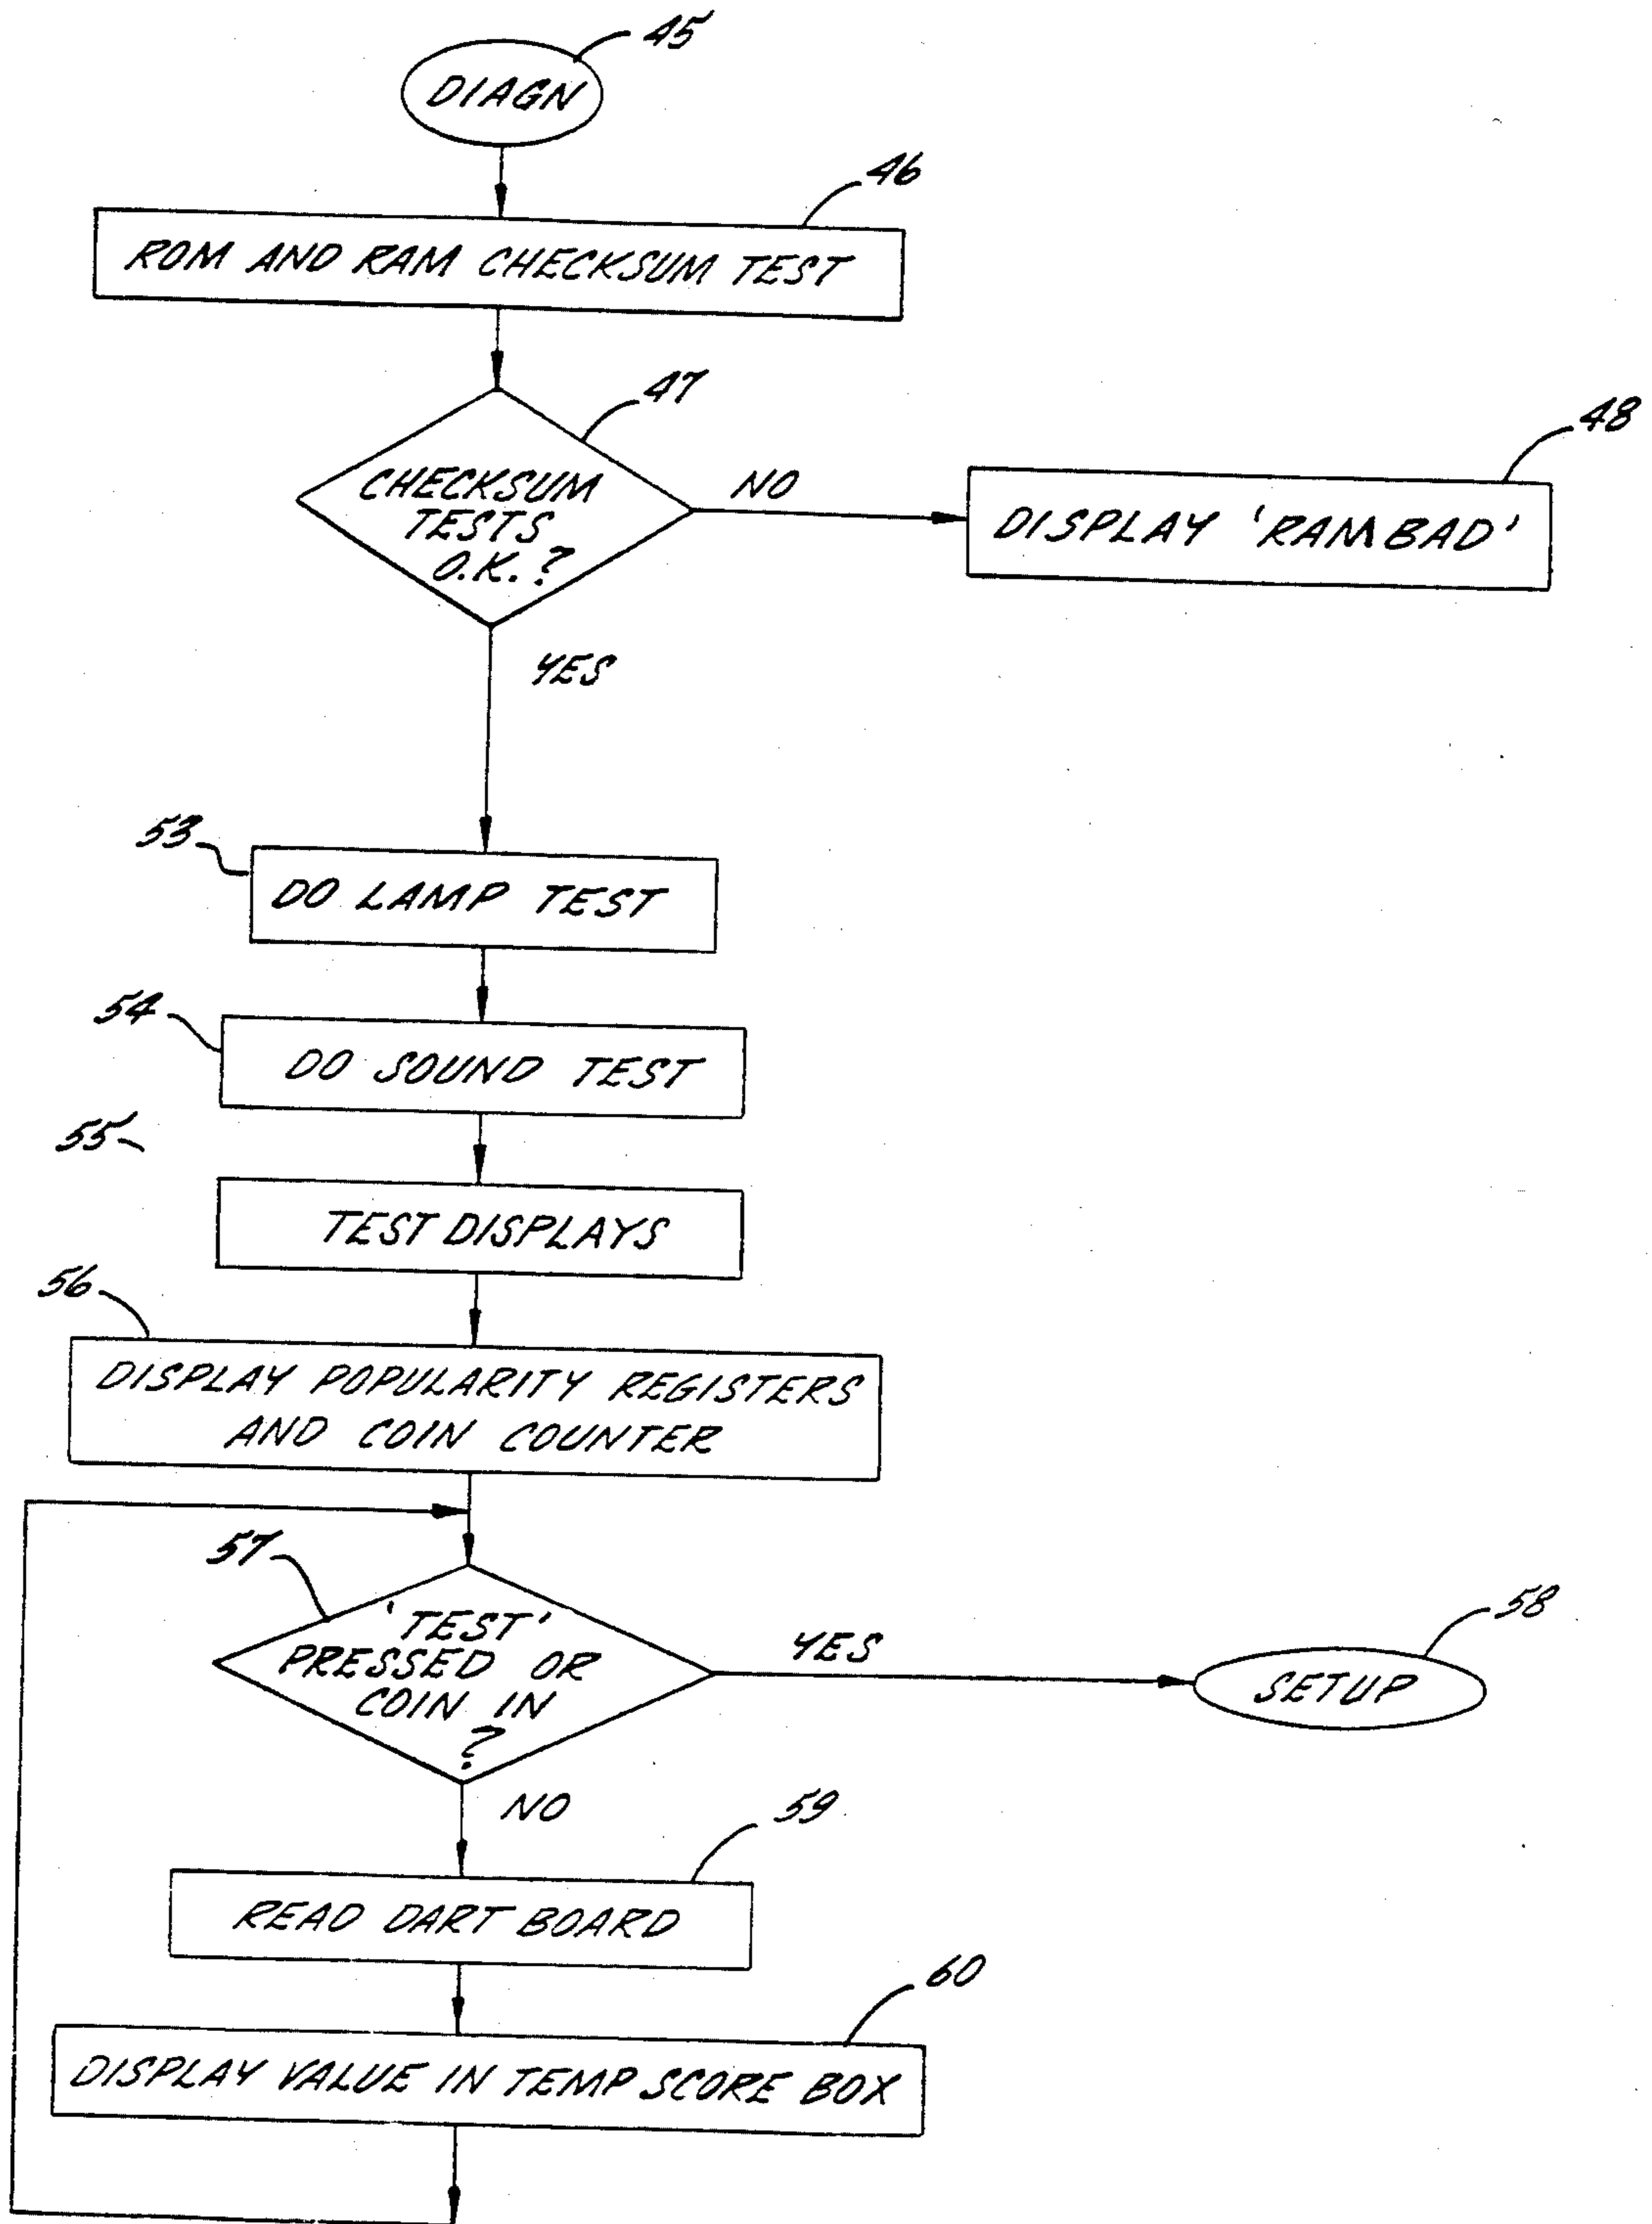 45
DIAGN
46
ROM AND RAM CHECKSUM TEST
47
CHECKSUM
TESTS
O.K.?
NO
48
DISPLAY 'RAM BAD'
YES
53
DO LAMP TEST
54
DO SOUND TEST
55
TEST DISPLAYS
56
DISPLAY POPULARITY REGISTERS
AND COIN COUNTER
57
'TEST'
PRESSED OR
COIN IN
?
YES
58
SETUP
NO
59
READ DART BOARD
60
DISPLAY VALUE IN TEMP SCORE BOX